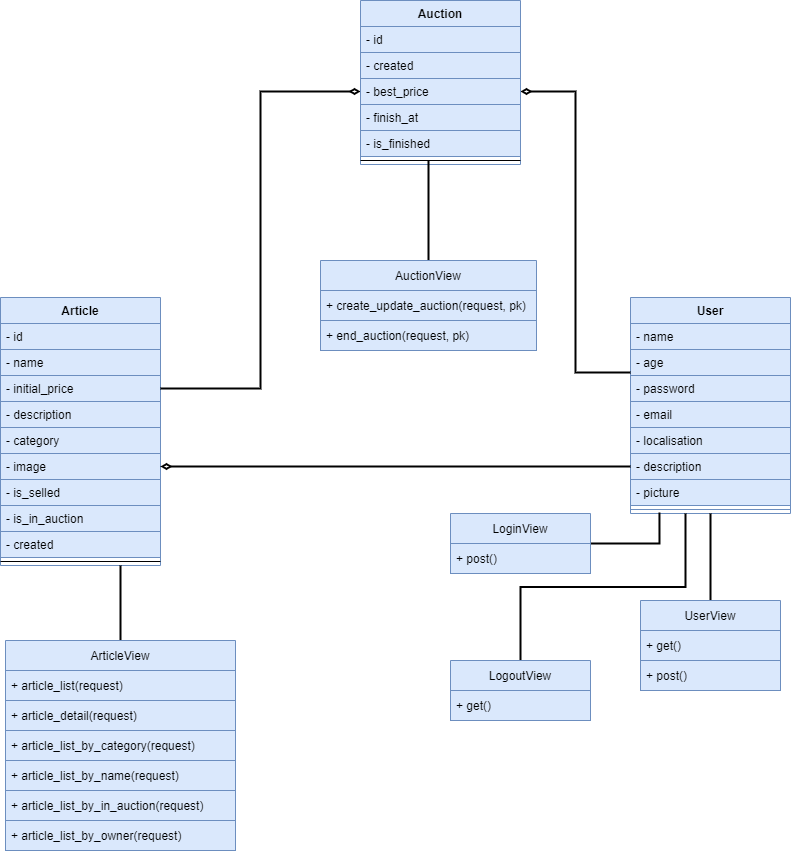 Auction
- id
- created
- best_price
- finish_at
- is_finished
AuctionView
+ create_update_auction(request, pk)
+ end_auction(request, pk)
Article
- id
- name
- initial_price
- description
- category
- image
- is_selled
- is_in_auction
- created
User
- name
- age
- password
- email
- localisation
- description
- picture
LoginView
+ post()
LogoutView
+ get()
UserView
+ get()
+ post()
ArticleView
+ article_list(request)
+ article_detail(request)
+ article_list_by_category(request)
+ article_list_by_name(request)
+ article_list_by_in_auction(request)
+ article_list_by_owner(request)